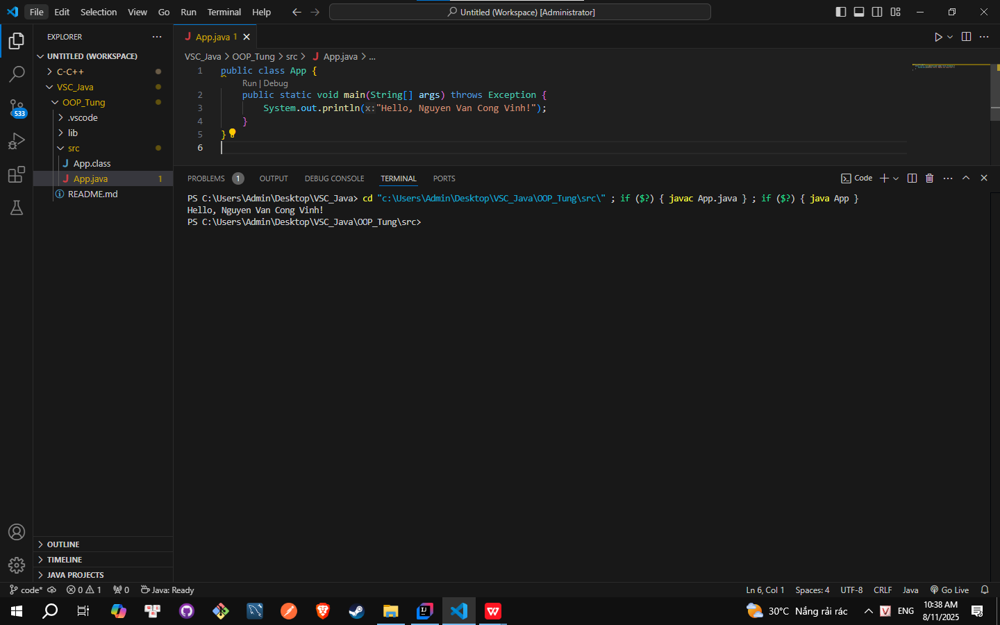 File Edit Selection View Go Run Terminal Help
Untitled (Workspace) [Administrator]
EXPLORER
UNTITLED (WORKSPACE)
C-C++
VSC_Java
OOP_Tung
.vscode
lib
src
App.class
App.java 1
README.md
533
OUTLINE
TIMELINE
JAVA PROJECTS
App.java 1
VSC_Java > OOP_Tung > src > App.java > ...
1 public class App {
Run | Debug
2 public static void main(String[] args) throws Exception {
3 System.out.println(x:"Hello, Nguyen Van Cong Vinh!");
4 }
5 }
6
PROBLEMS 1 OUTPUT DEBUG CONSOLE TERMINAL PORTS
Code
PS C:\Users\Admin\Desktop\VSC_Java> cd "c:\Users\Admin\Desktop\VSC_Java\OOP_Tung\src\" ; if ($?) { javac App.java } ; if ($?) { java App }
Hello, Nguyen Van Cong Vinh!
PS C:\Users\Admin\Desktop\VSC_Java\OOP_Tung\src>
code* 0 1 0 Java: Ready
Ln 6, Col 1 Spaces: 4 UTF-8 CRLF Java Go Live
30°C Nắng rải rác
V ENG
10:38 AM
8/11/2025